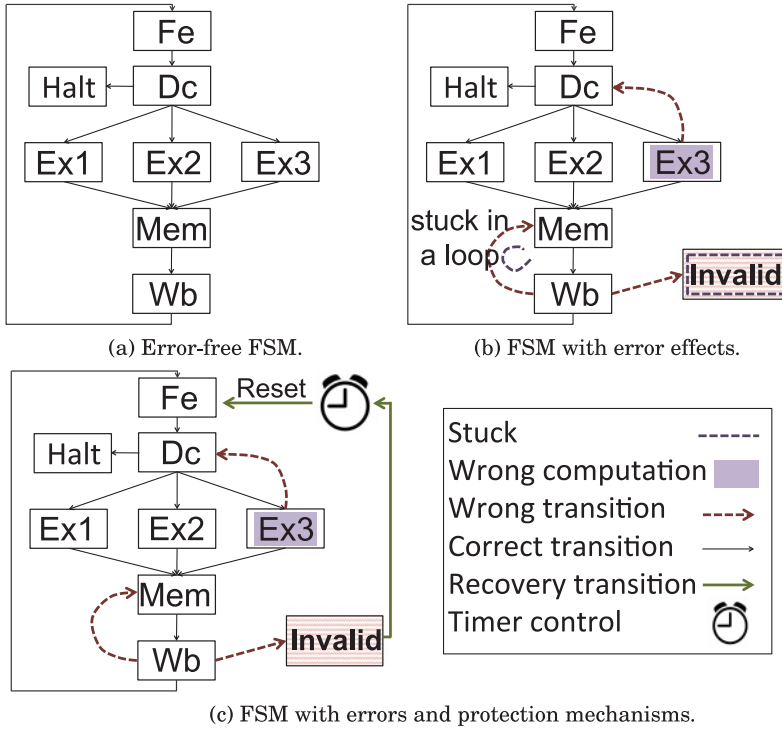 Fe
Halt
Dc
Ex1
Ex2
Ex3
Mem
Wb
(a) Error-free FSM.
Fe
Halt
Dc
Ex1
Ex2
Ex3
stuck in
a loop
Mem
Wb
Invalid
(b) FSM with error effects.
Fe
Reset
Halt
Dc
Ex1
Ex2
Ex3
Mem
Wb
Invalid
Stuck
Wrong computation
Wrong transition
Correct transition
Recovery transition
Timer control
(c) FSM with errors and protection mechanisms.